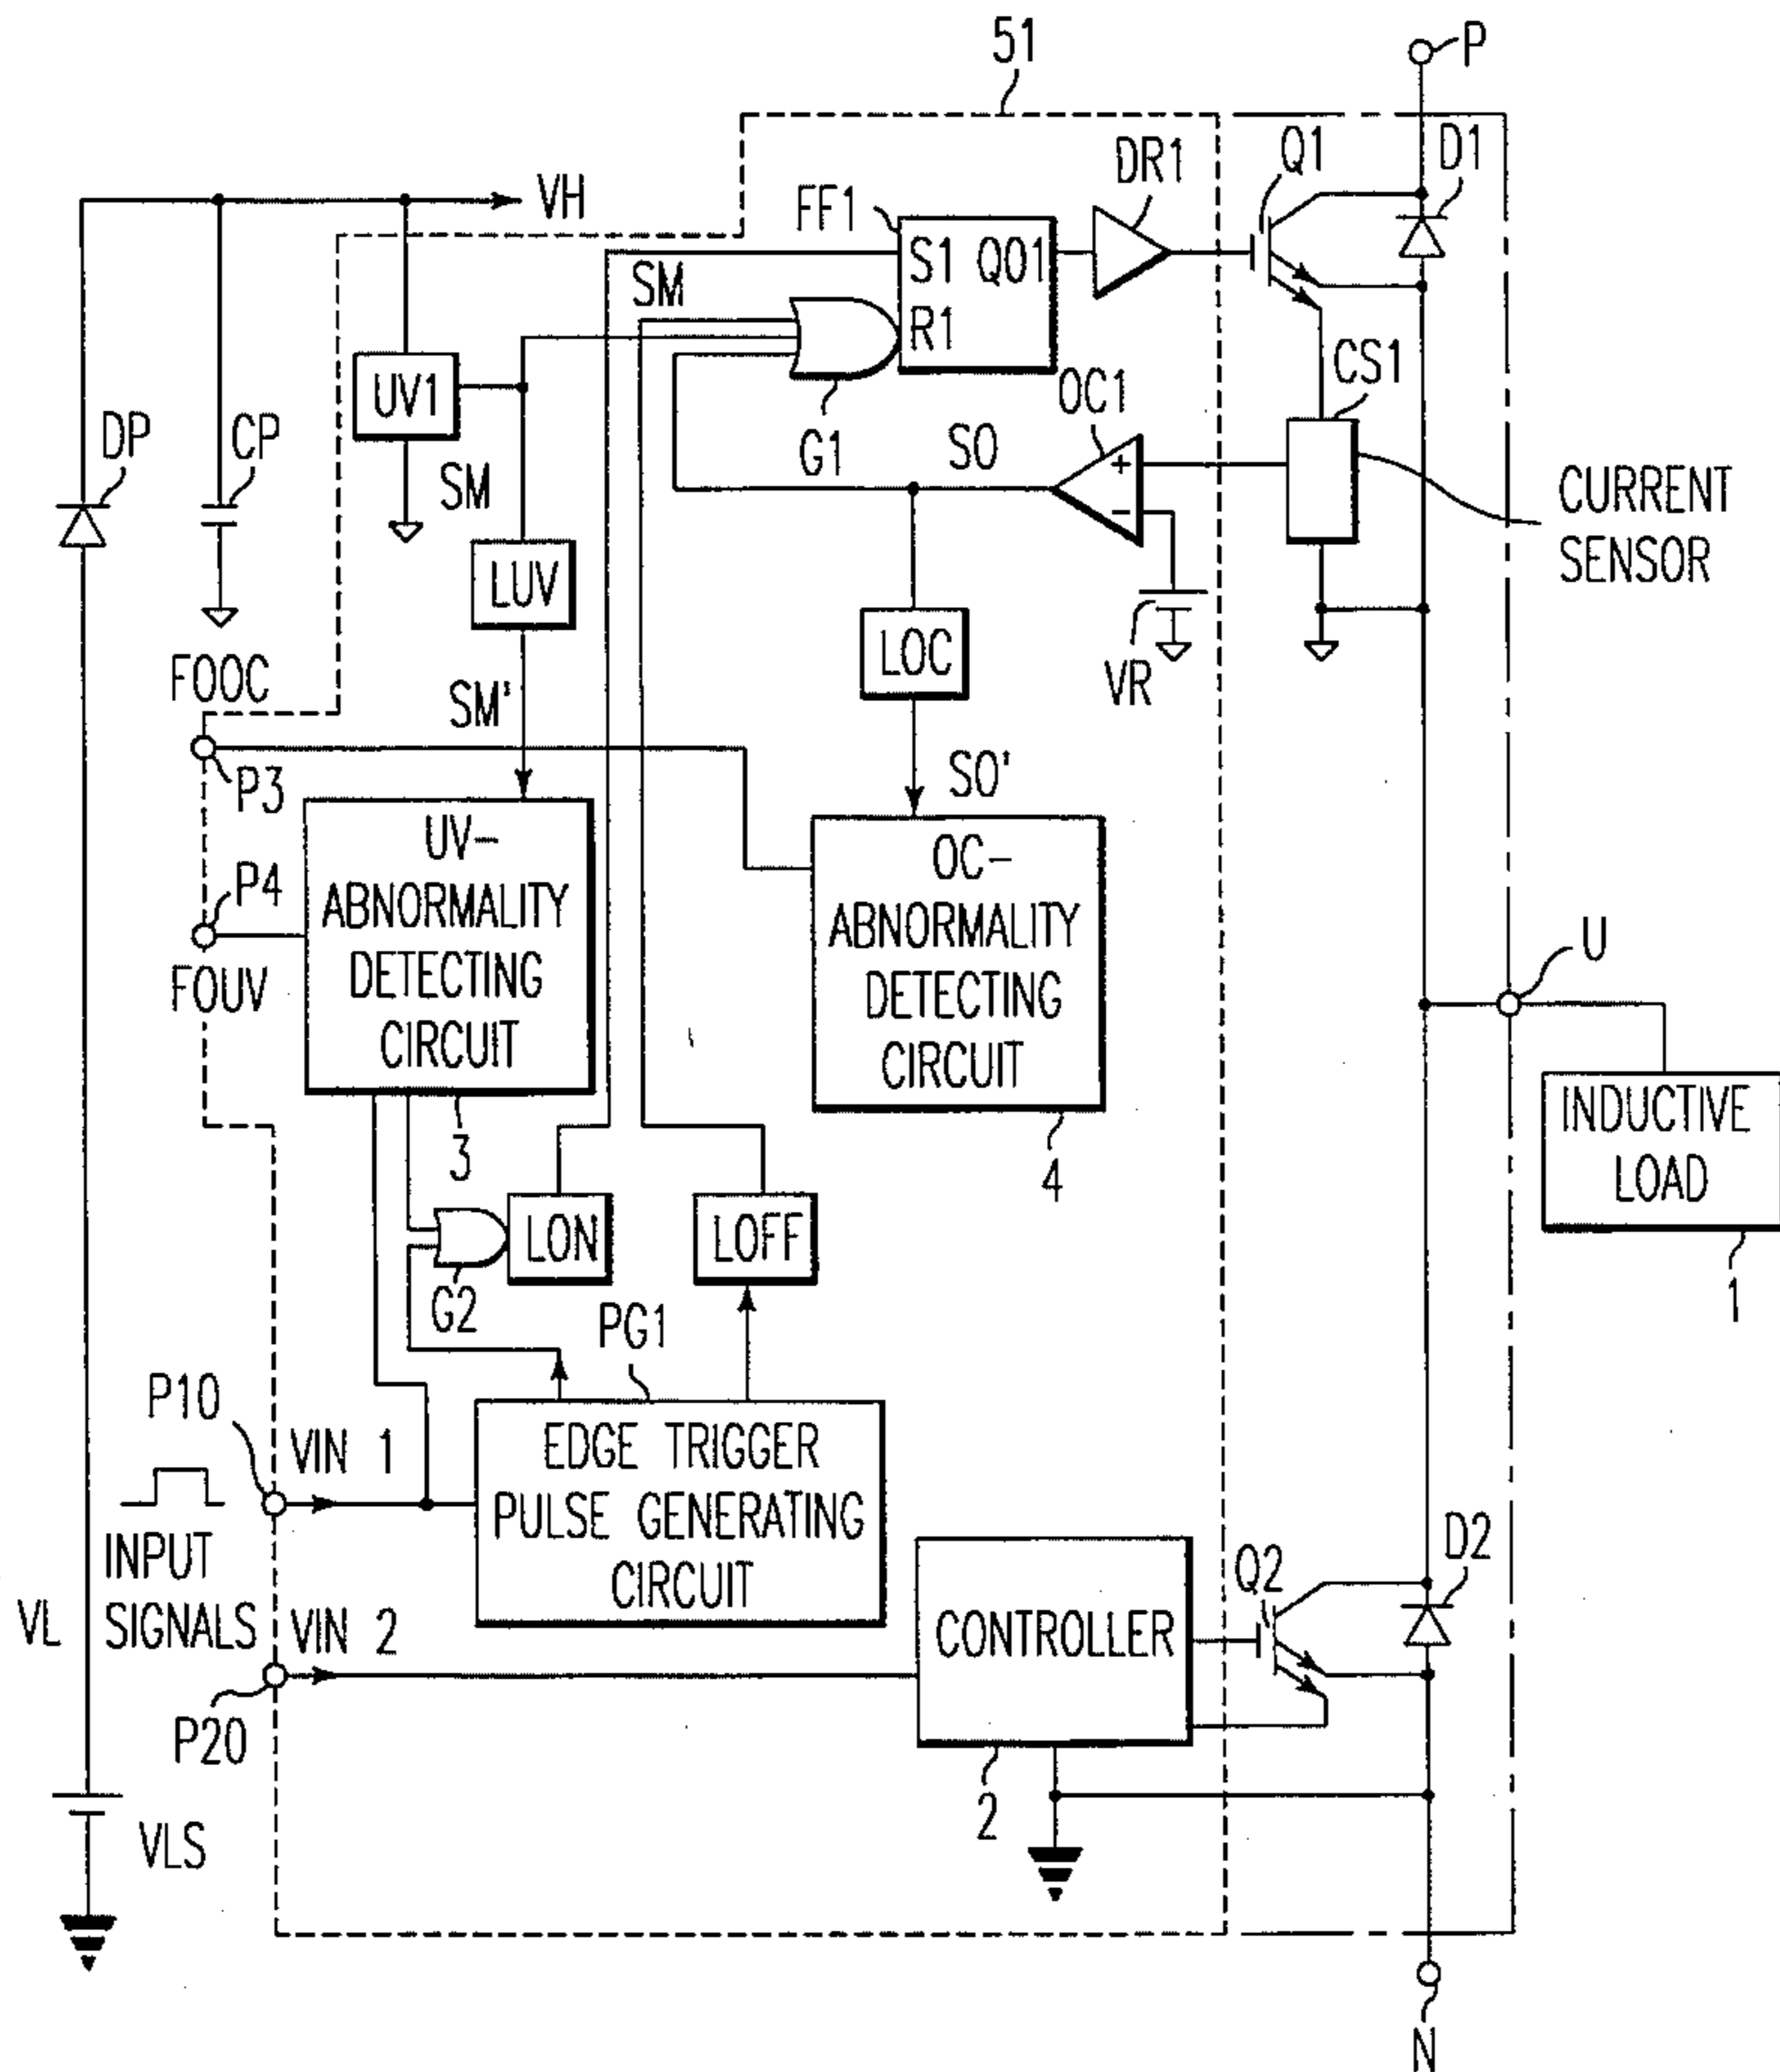 51
P
Q1
D1
DR1
VH
FF1
S1 QO1
SM
R1
CS1
OC1
UV1
DP
CP
G1
SO
SM
CURRENT
SENSOR
LUV
LOC
VR
FOOC
SM'
P3
SO'
UV-
ABNORMALITY
DETECTING
CIRCUIT
OC-
ABNORMALITY
DETECTING
CIRCUIT
P4
FOUV
U
INDUCTIVE
LOAD
3
4
1
LON
LOFF
G2
PG1
P10
VIN 1
EDGE TRIGGER
PULSE GENERATING
CIRCUIT
INPUT
SIGNALS
VL
VIN 2
P20
CONTROLLER
Q2
D2
2
VLS
N